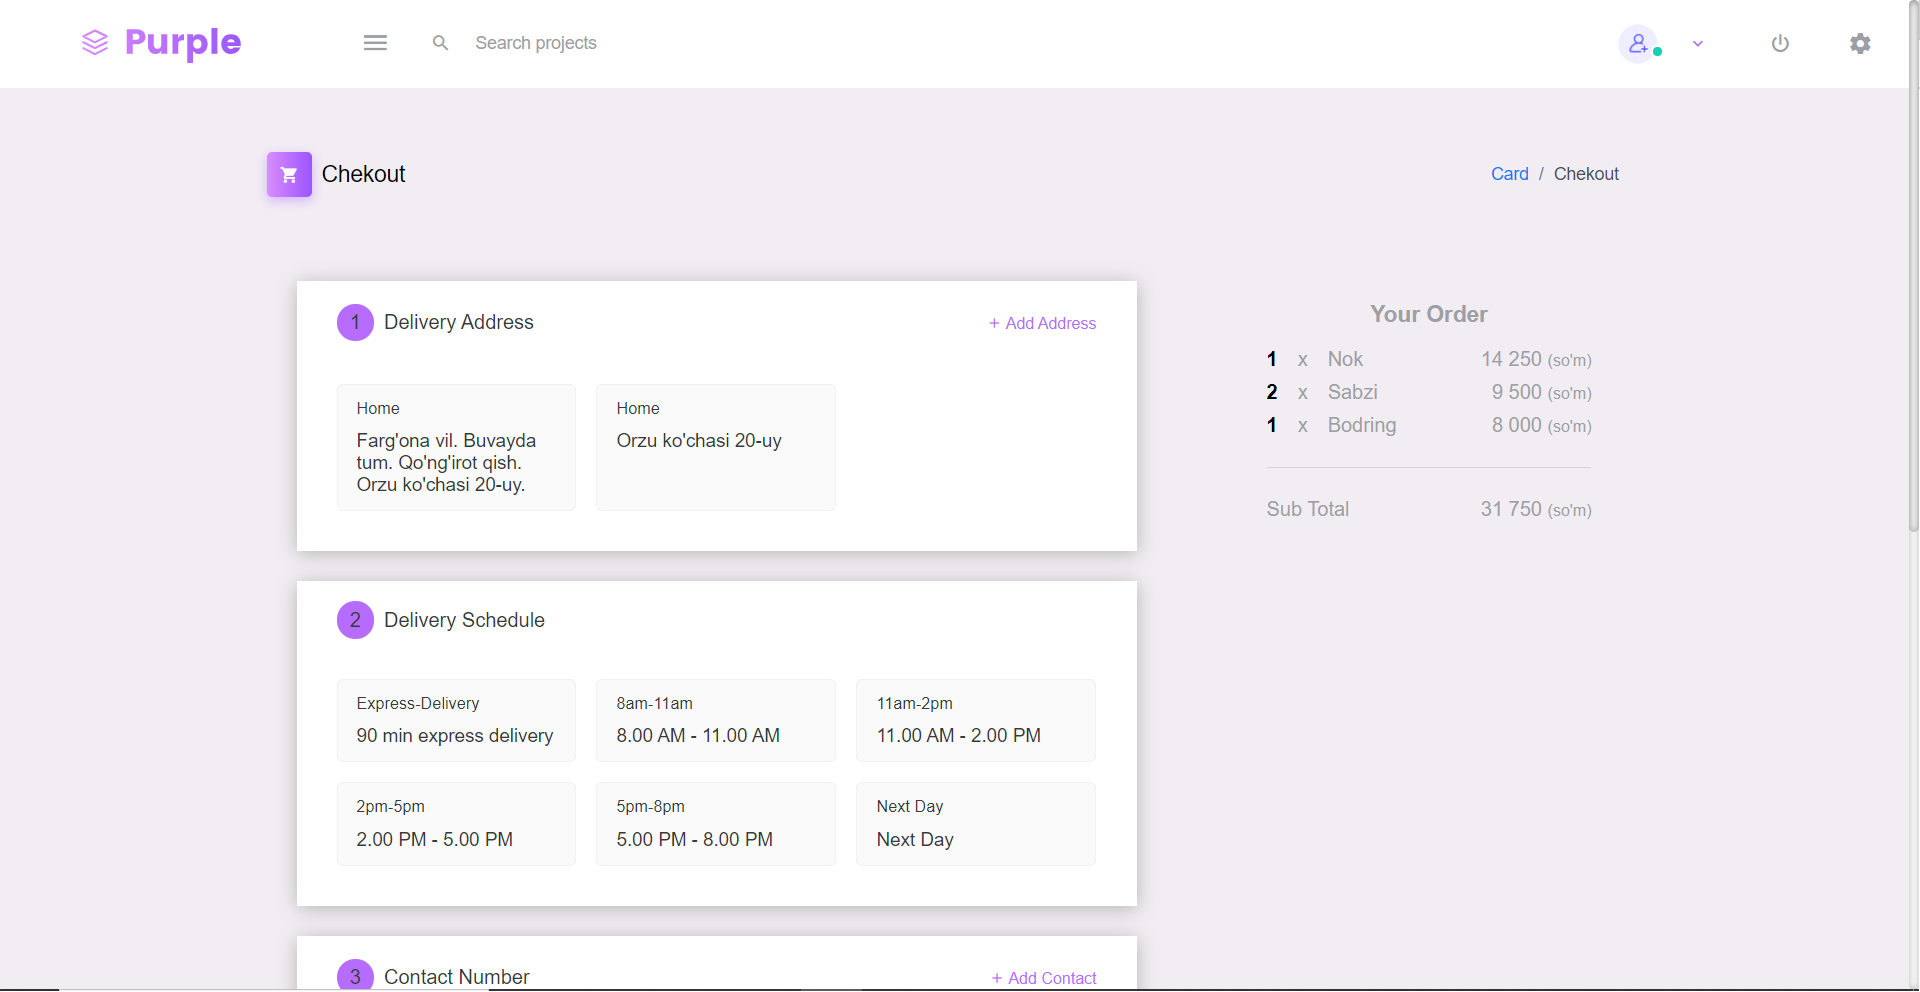 Purple
Search projects
Chekout
Card / Chekout
1 Delivery Address
+ Add Address
Home
Farg'ona vil. Buvayda
tum. Qo'ng'irot qish.
Orzu ko'chasi 20-uy.
Home
Orzu ko'chasi 20-uy
Your Order
1 x Nok 14 250 (so'm)
2 x Sabzi 9 500 (so'm)
1 x Bodring 8 000 (so'm)
Sub Total 31 750 (so'm)
2 Delivery Schedule
Express-Delivery
90 min express delivery
8am-11am
8.00 AM - 11.00 AM
11am-2pm
11.00 AM - 2.00 PM
2pm-5pm
2.00 PM - 5.00 PM
5pm-8pm
5.00 PM - 8.00 PM
Next Day
Next Day
3 Contact Number
+ Add Contact